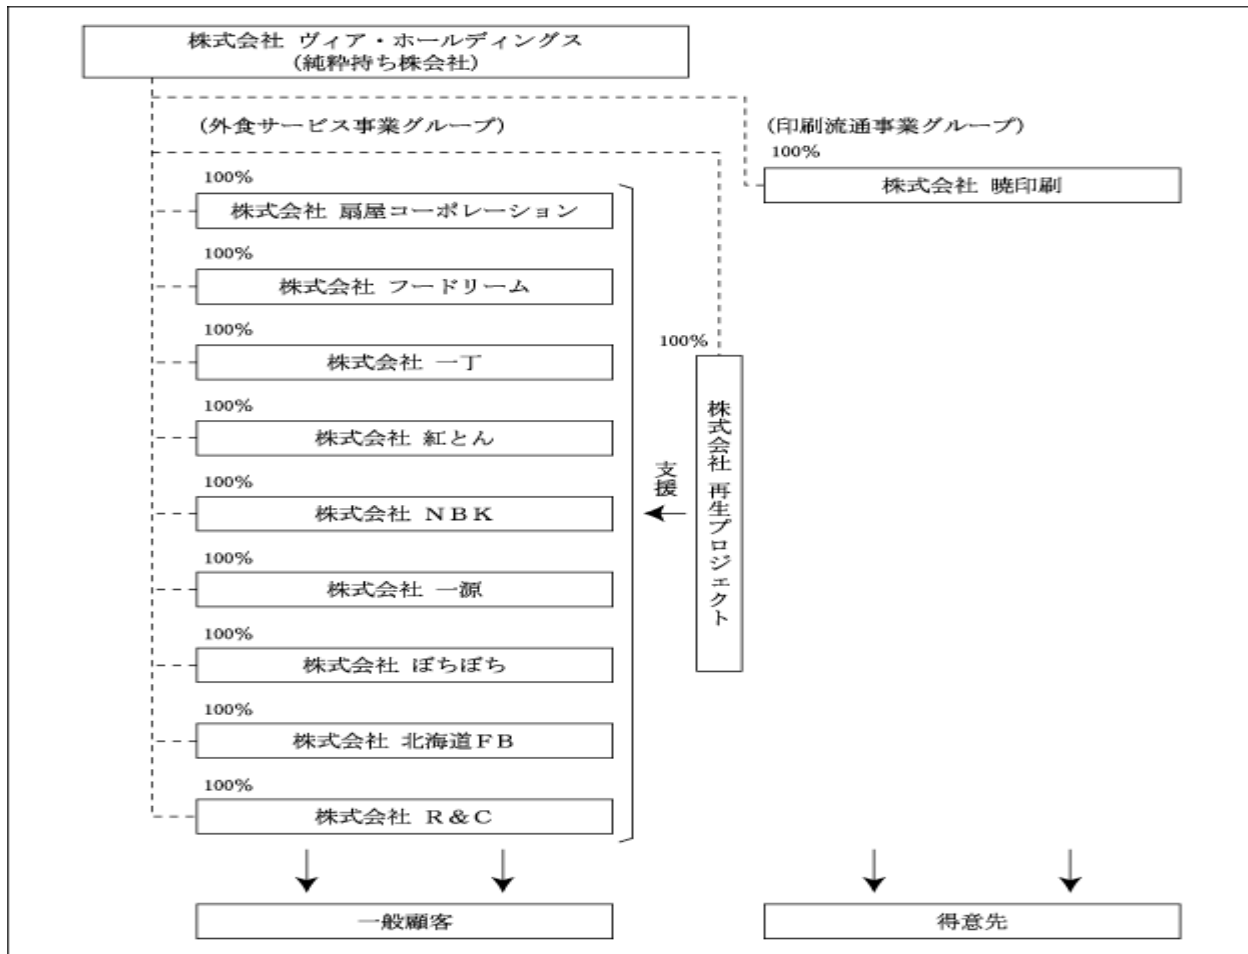 株式会社 ヴィア・ホールディングス
(純粋持ち株会社)
(外食サービス事業グループ)
(印刷流通事業グループ)
100%
株式会社 暁印刷
100%
株式会社 扇屋コーポレーション
100%
株式会社 フードリーム
100%
株式会社 一丁
100%
株式会社 紅とん
100%
株式会社 ＮＢＫ
100%
株式会社 一源
100%
株式会社 ぼちぼち
100%
株式会社 北海道ＦＢ
100%
株式会社 Ｒ＆Ｃ
100%
株式会社 再生プロジェクト
支援
一般顧客
得意先